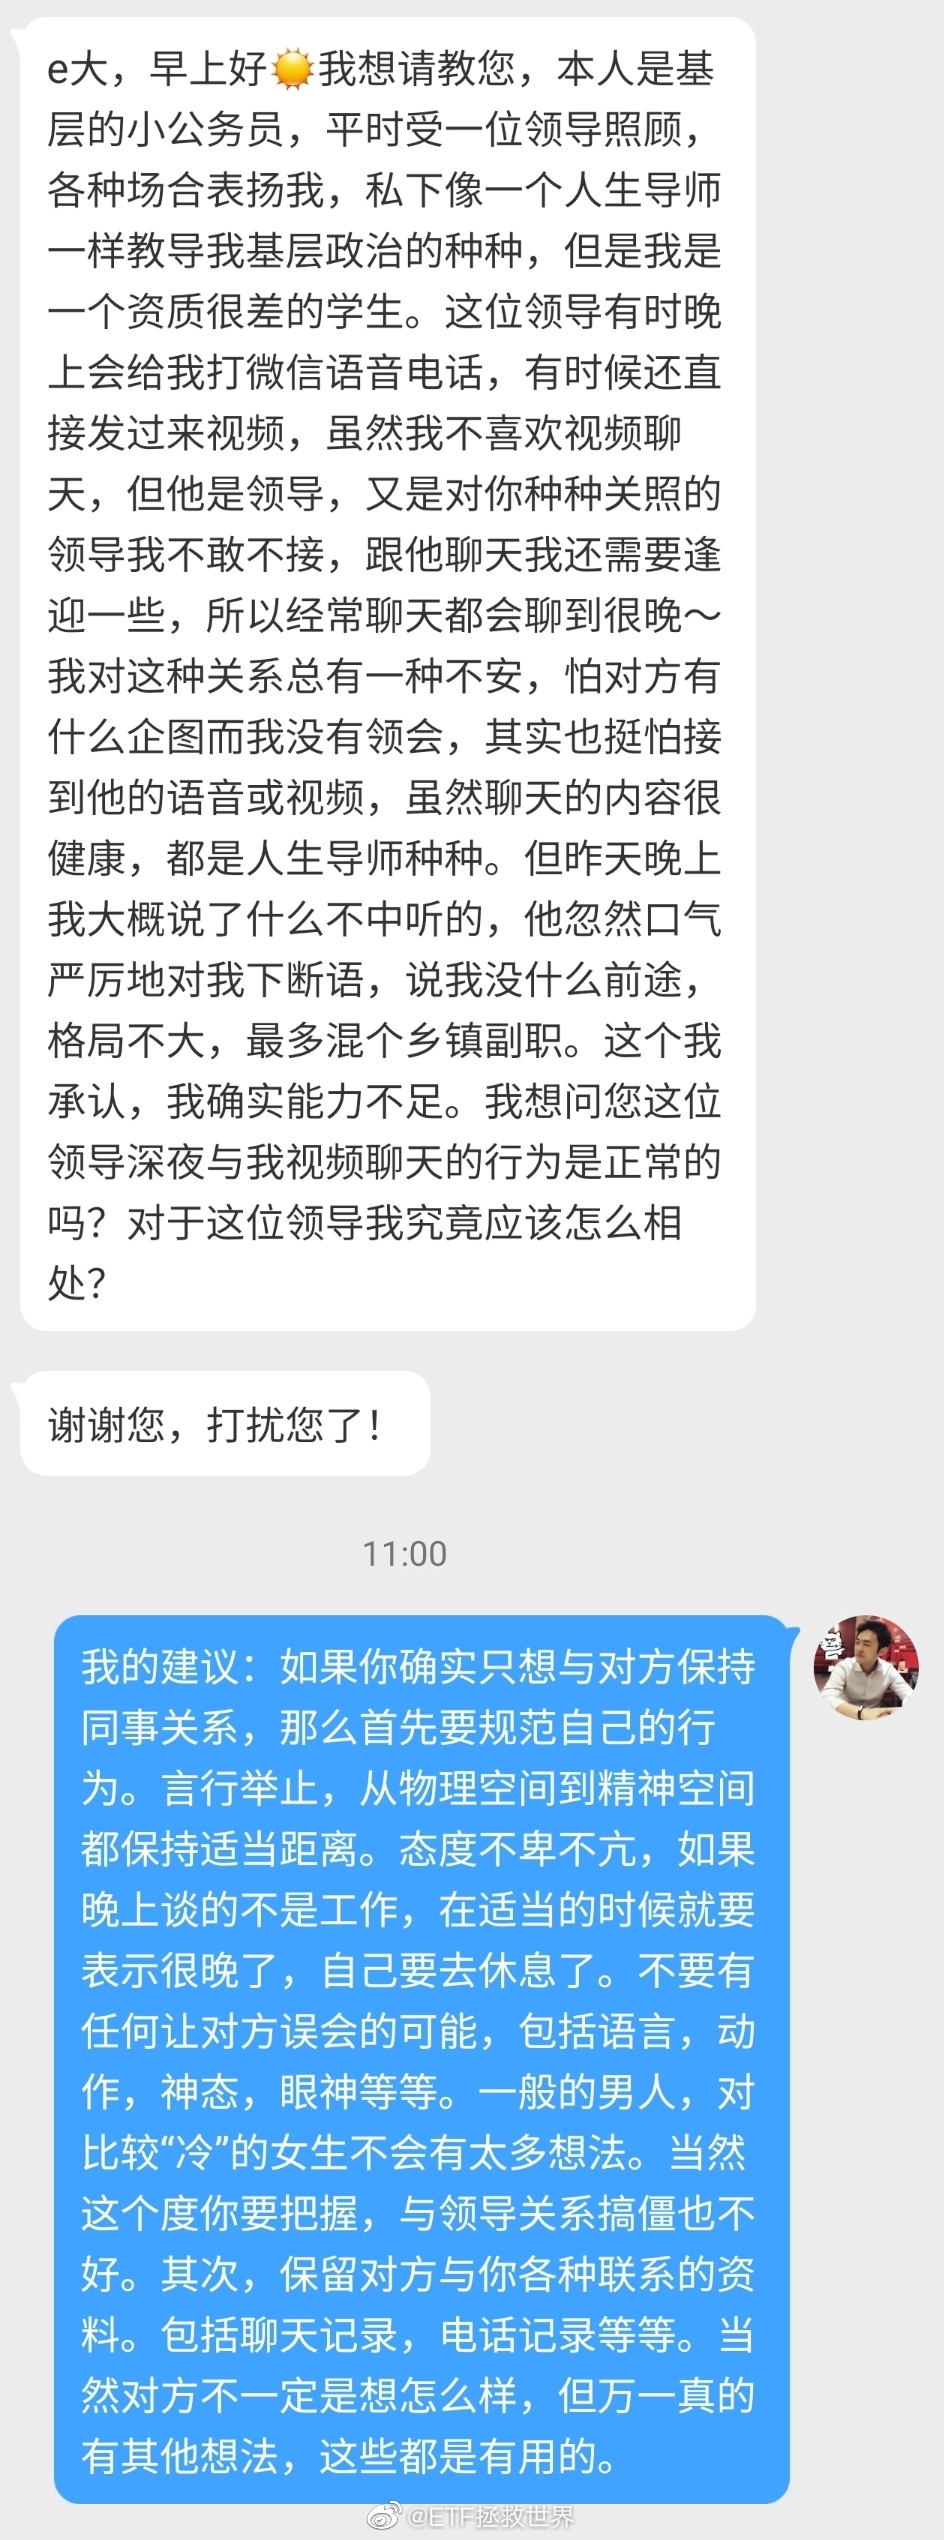 e大，早上好☀️我想请教您，本人是基
层的小公务员，平时受一位领导照顾，
各种场合表扬我，私下像一个人生导师
一样教导我基层政治的种种，但是我是
一个资质很差的学生。这位领导有时晚
上会给我打微信语音电话，有时候还直
接发过来视频，虽然我不喜欢视频聊
天，但他是领导，又是对你种种关照的
领导我不敢不接，跟他聊天我还需要逢
迎一些，所以经常聊天都会聊到很晚～
我对这种关系总有一种不安，怕对方有
什么企图而我没有领会，其实也挺怕接
到他的语音或视频，虽然聊天的内容很
健康，都是人生导师种种。但昨天晚上
我大概说了什么不中听的，他忽然口气
严厉地对我下断语，说我没什么前途，
格局不大，最多混个乡镇副职。这个我
承认，我确实能力不足。我想问您这位
领导深夜与我视频聊天的行为是正常的
吗？对于这位领导我究竟应该怎么相
处？
谢谢您，打扰您了！
11:00
我的建议：如果你确实只想与对方保持
同事关系，那么首先要规范自己的行
为。言行举止，从物理空间到精神空间
都保持适当距离。态度不卑不亢，如果
晚上谈的不是工作，在适当的时候就要
表示很晚了，自己要去休息了。不要有
任何让对方误会的可能，包括语言，动
作，神态，眼神等等。一般的男人，对
比较“冷”的女生不会有太多想法。当然
这个度你要把握，与领导关系搞僵也不
好。其次，保留对方与你各种联系的资
料。包括聊天记录，电话记录等等。当
然对方不一定是想怎么样，但万一真的
有其他想法，这些都是有用的。
@ETF拯救世界